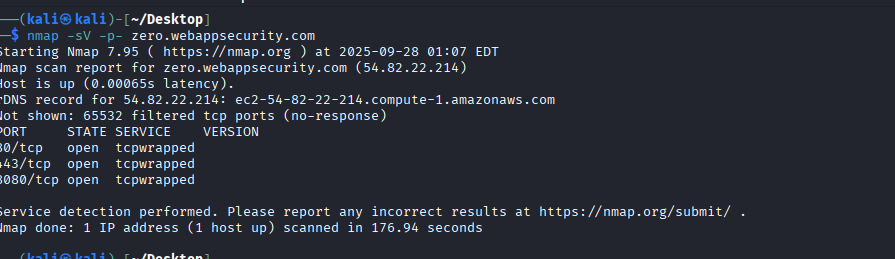 ──(kali㉿kali)-[~/Desktop]
─$ nmap -sV -p- zero.webappsecurity.com
Starting Nmap 7.95 ( https://nmap.org ) at 2025-09-28 01:07 EDT
Nmap scan report for zero.webappsecurity.com (54.82.22.214)
Host is up (0.00065s latency).
rDNS record for 54.82.22.214: ec2-54-82-22-214.compute-1.amazonaws.com
Not shown: 65532 filtered tcp ports (no-response)
PORT     STATE SERVICE    VERSION
80/tcp   open  tcpwrapped
443/tcp  open  tcpwrapped
8080/tcp open  tcpwrapped
Service detection performed. Please report any incorrect results at https://nmap.org/submit/ .
Nmap done: 1 IP address (1 host up) scanned in 176.94 seconds
──(kali㉿kali)-[~/Desktop]